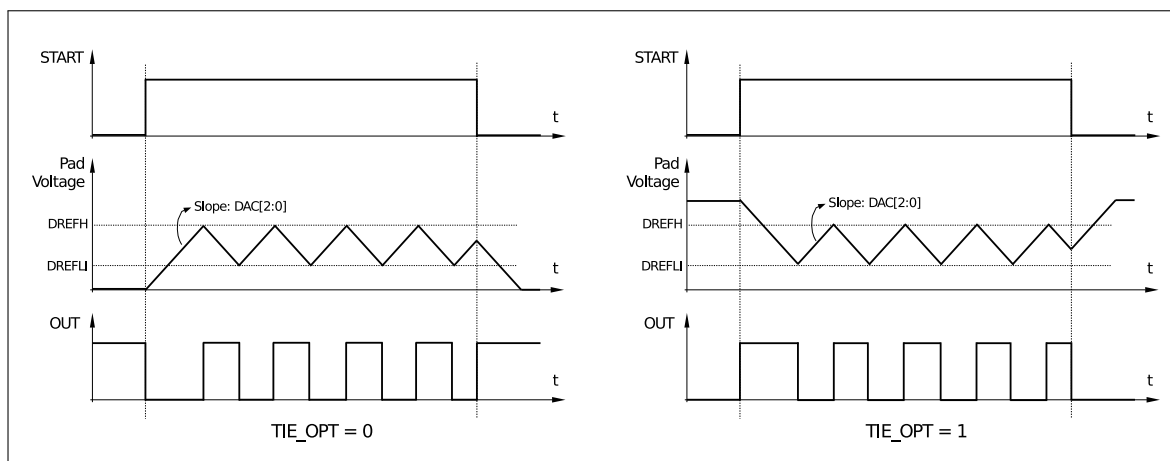 START
t
Pad
Voltage
Slope: DAC[2:0]
DREFH
DREFLI
t
OUT
t
TIE_OPT = 0
START
t
Pad
Voltage
Slope: DAC[2:0]
DREFH
DREFLI
t
OUT
t
TIE_OPT = 1